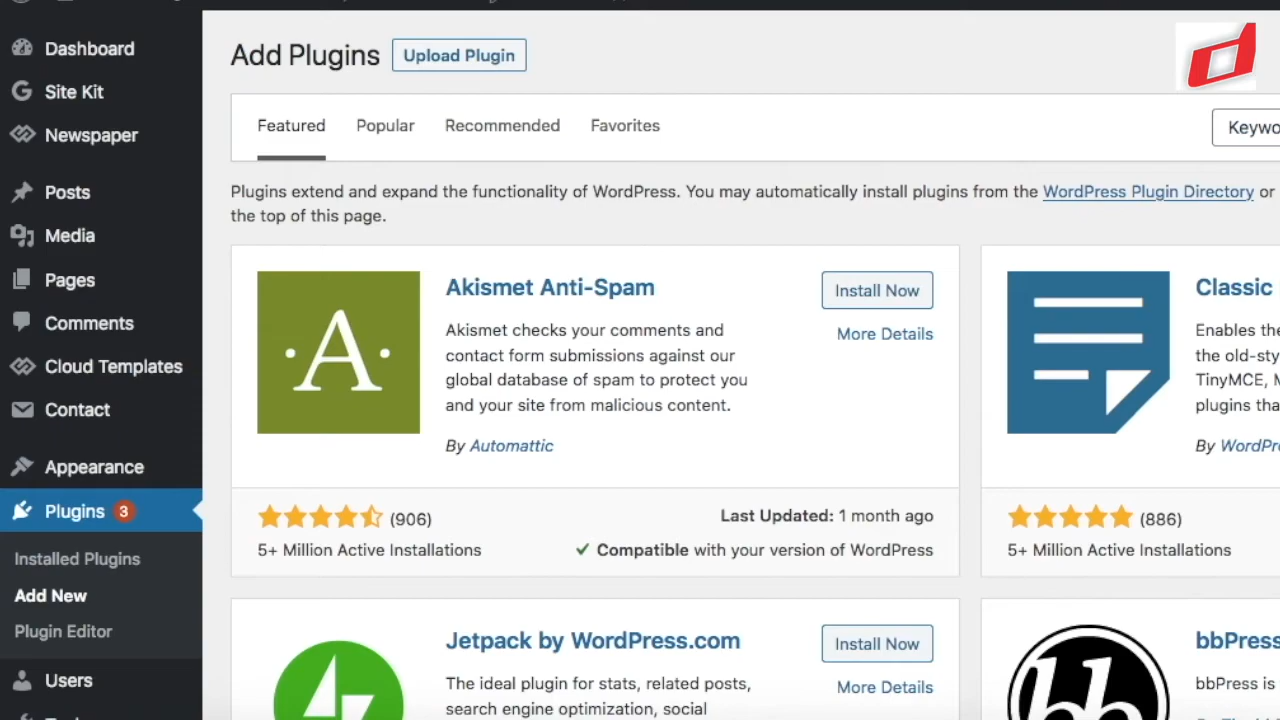 Dashboard
Site Kit
Newspaper
Posts
Media
Pages
Comments
Cloud Templates
Contact
Appearance
Plugins 3
Installed Plugins
Add New
Plugin Editor
Users
Add Plugins Upload Plugin
Featured Popular Recommended Favorites
Plugins extend and expand the functionality of WordPress. You may automatically install plugins from the WordPress Plugin Directory or
the top of this page.
Akismet Anti-Spam
Install Now
More Details
Akismet checks your comments and
contact form submissions against our
global database of spam to protect you
and your site from malicious content.
By Automattic
(906)
5+ Million Active Installations
Last Updated: 1 month ago
Compatible with your version of WordPress
Classic
Enables the
the old-sty
TinyMCE, M
plugins tha
By WordPre
(886)
5+ Million Active Installations
Jetpack by WordPress.com
Install Now
More Details
The ideal plugin for stats, related posts,
search engine optimization, social
bbPress
bbPress is